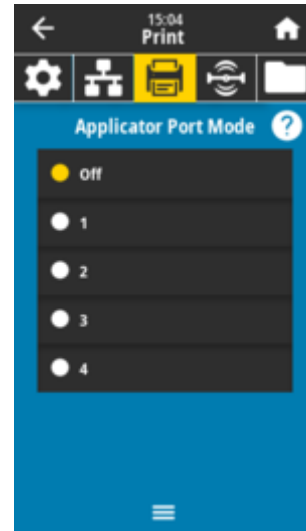 15:04
Print
Applicator Port Mode ?
Off
1
2
3
4